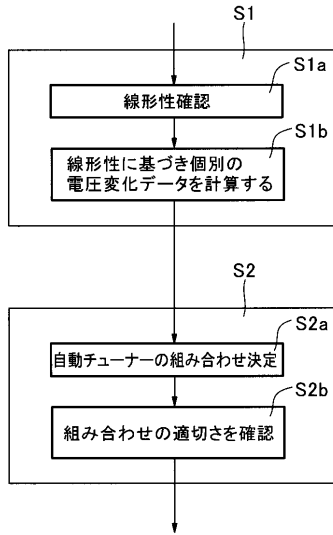 S1
S1a
線形性確認
S1b
線形性に基づき個別の
電圧変化データを計算する
S2
S2a
自動チューナーの組み合わせ決定
S2b
組み合わせの適切さを確認